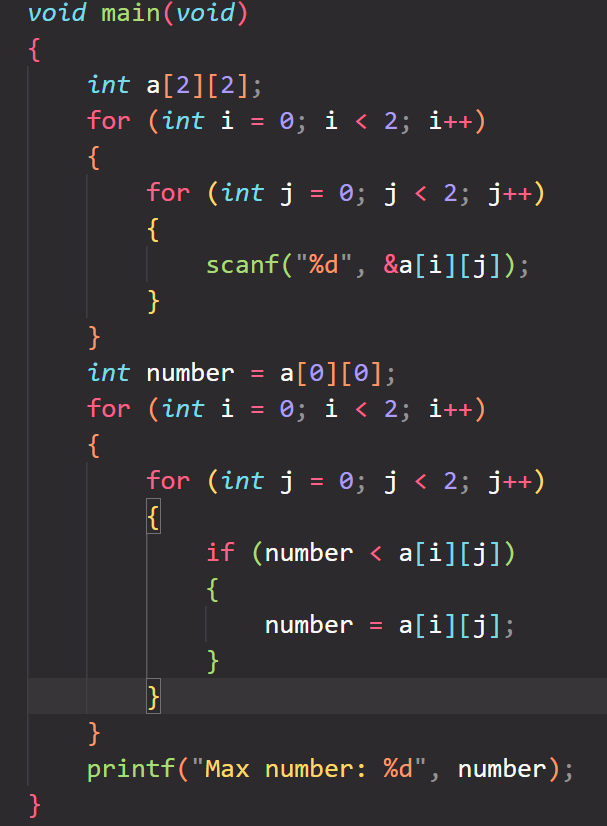 void main(void)
{
    int a[2][2];
    for (int i = 0; i < 2; i++)
    {
        for (int j = 0; j < 2; j++)
        {
            scanf("%d", &a[i][j]);
        }
    }
    int number = a[0][0];
    for (int i = 0; i < 2; i++)
    {
        for (int j = 0; j < 2; j++)
        {
            if (number < a[i][j])
            {
                number = a[i][j];
            }
        }
    }
    printf("Max number: %d", number);
}